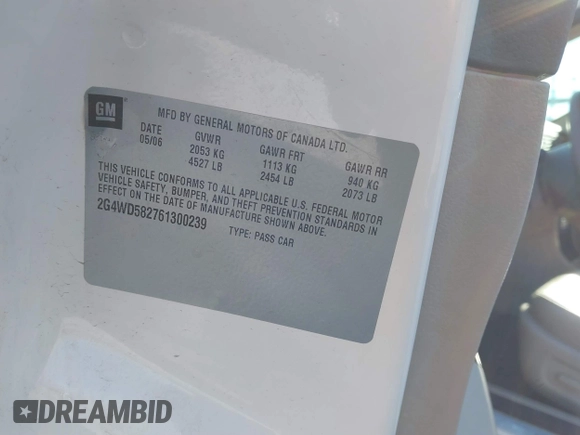 GM
MFD BY GENERAL MOTORS OF CANADA LTD.
DATE GVWR GAWR FRT GAWR RR
05/06 2053 KG 1113 KG 940 KG
4527 LB 2454 LB 2073 LB
THIS VEHICLE CONFORMS TO ALL APPLICABLE U.S. FEDERAL MOTOR
VEHICLE SAFETY, BUMPER, AND THEFT PREVENTION STANDARDS IN
EFFECT ON THE DATE OF MANUFACTURE SHOWN ABOVE.
2G4WD582761300239
TYPE: PASS CAR
DREAMBID